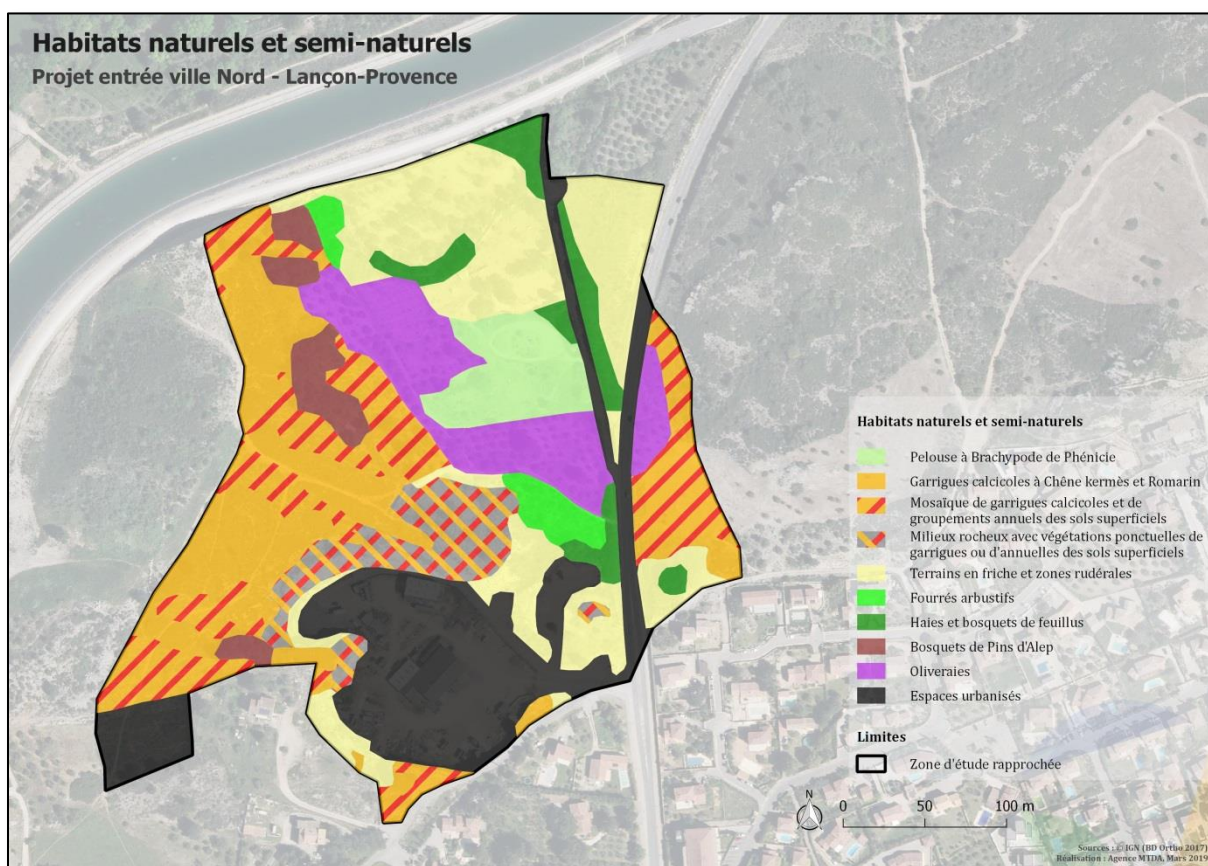 Habitats naturels et semi-naturels
Projet entrée ville Nord - Lançon-Provence
Habitats naturels et semi-naturels
Pelouse à Brachypode de Phénicie
Garrigues calcicoles à Chêne kermès et Romarin
Mosaïque de garrigues calcicoles et de
groupements annuels des sols superficiels
Milieux rocheux avec végétations ponctuelles de
garrigues ou d'annuelles des sols superficiels
Terrains en friche et zones rudérales
Fourrés arbustifs
Haies et bosquets de feuillus
Bosquets de Pins d'Alep
Oliveraies
Espaces urbanisés
Limites
Zone d'étude rapprochée
N
0 50 100 m
Sources : © IGN (BD Ortho 2017)
Réalisation : Agence MTDA, Mars 2019